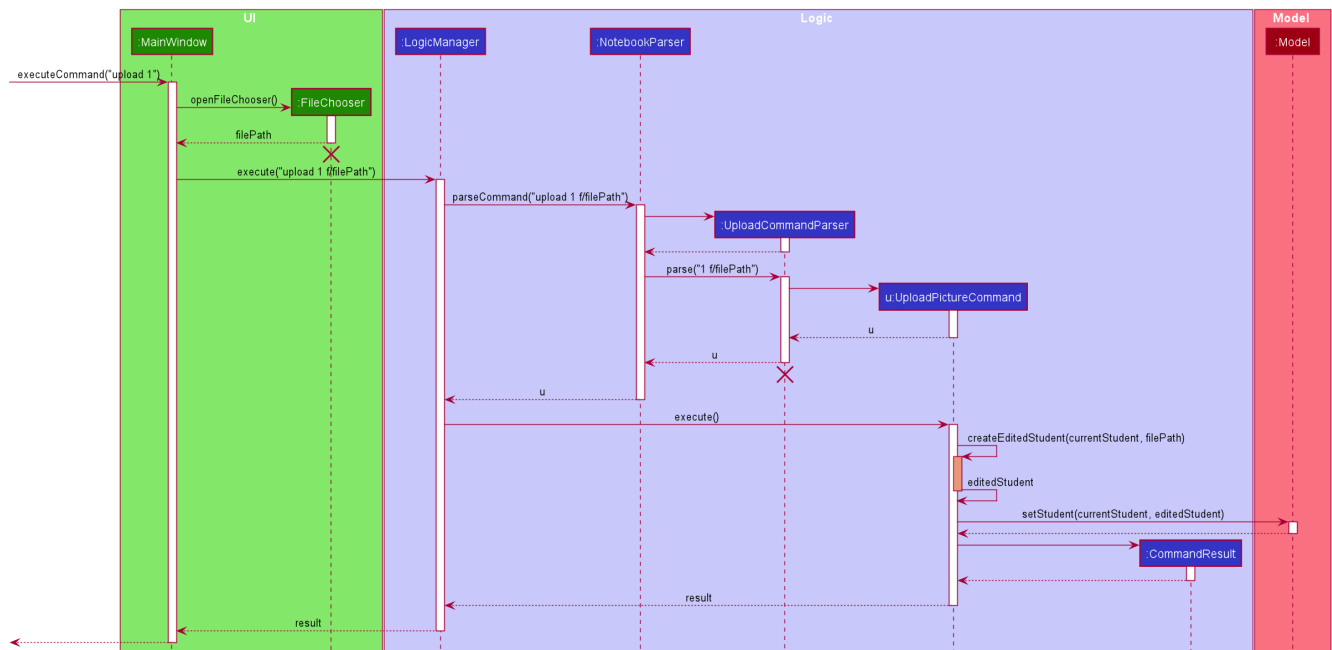 UI
Logic
Model
:MainWindow
:LogicManager
:NotebookParser
:Model
executeCommand("upload 1")
openFileChooser()
:FileChooser
filePath
execute("upload 1 f/filePath")
parseCommand("upload 1 f/filePath")
:UploadCommandParser
parse("1 f/filePath")
u:UploadPictureCommand
u
u
u
execute()
createEditedStudent(currentStudent, filePath)
editedStudent
setStudent(currentStudent, editedStudent)
:CommandResult
result
result